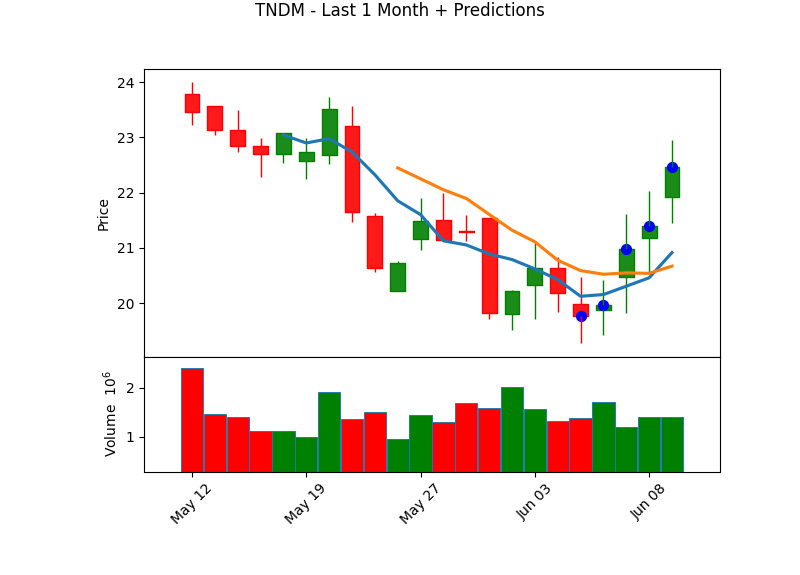 TNDM - Last 1 Month + Predictions
24
23
22
21
20
Price
2
1
Volume 10^6
May 12
May 19
May 27
Jun 03
Jun 08